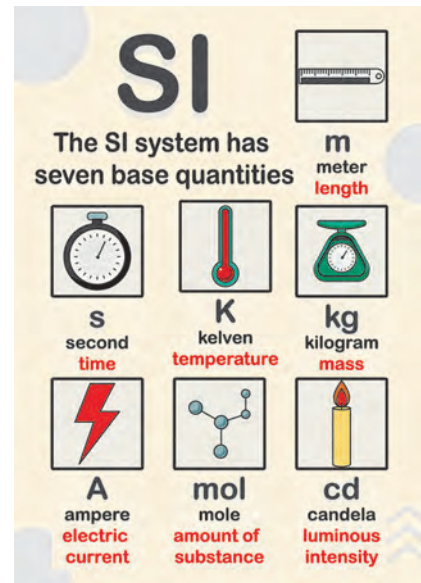 SI
The SI system has
seven base quantities
m
meter
length
s
second
time
K
kelven
temperature
kg
kilogram
mass
A
ampere
electric
current
mol
mole
amount of
substance
cd
candela
luminous
intensity